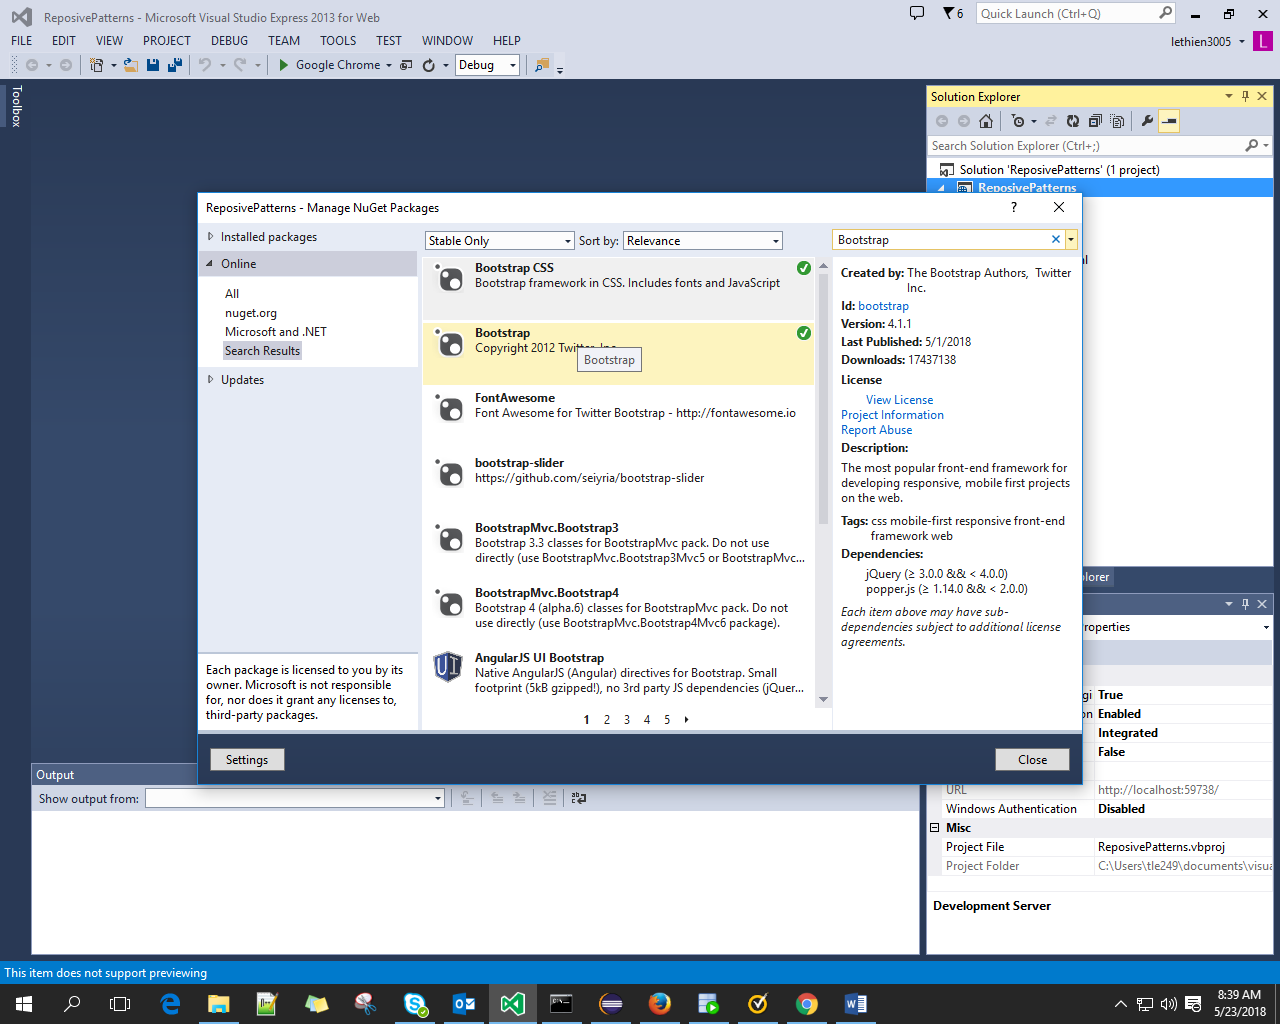 ReposivePatterns - Microsoft Visual Studio Express 2013 for Web
6
Quick Launch (Ctrl+Q)
FILE EDIT VIEW PROJECT DEBUG TEAM TOOLS TEST WINDOW HELP
lethien3005
L
Google Chrome
Debug
Toolbox
Solution Explorer
Search Solution Explorer (Ctrl+;)
Solution 'ReposivePatterns' (1 project)
ReposivePatterns
ReposivePatterns - Manage NuGet Packages
?
Installed packages
Online
All
nuget.org
Microsoft and .NET
Search Results
Updates
Each package is licensed to you by its
owner. Microsoft is not responsible
for, nor does it grant any licenses to,
third-party packages.
Stable Only
Sort by: Relevance
Bootstrap CSS
Bootstrap framework in CSS. Includes fonts and JavaScript
Bootstrap
Copyright 2012 Twitter, Inc.
Bootstrap
FontAwesome
Font Awesome for Twitter Bootstrap - http://fontawesome.io
bootstrap-slider
https://github.com/seiyria/bootstrap-slider
BootstrapMvc.Bootstrap3
Bootstrap 3.3 classes for BootstrapMvc pack. Do not use
directly (use BootstrapMvc.Bootstrap3Mvc5 or BootstrapMvc...
BootstrapMvc.Bootstrap4
Bootstrap 4 (alpha.6) classes for BootstrapMvc pack. Do not
use directly (use BootstrapMvc.Bootstrap4Mvc6 package).
UI
AngularJS UI Bootstrap
Native AngularJS (Angular) directives for Bootstrap. Small
footprint (5kB gzipped!), no 3rd party JS dependencies (jQuer...
1 2 3 4 5
Bootstrap
Created by: The Bootstrap Authors, Twitter
Inc.
Id: bootstrap
Version: 4.1.1
Last Published: 5/1/2018
Downloads: 17437138
License
View License
Project Information
Report Abuse
Description:
The most popular front-end framework for
developing responsive, mobile first projects
on the web.
Tags: css mobile-first responsive front-end
framework web
Dependencies:
jQuery (≥ 3.0.0 && < 4.0.0)
popper.js (≥ 1.14.0 && < 2.0.0)
Each item above may have sub-
dependencies subject to additional license
agreements.
Settings
Close
True
Enabled
Integrated
False
URL http://localhost:59738/
Windows Authentication Disabled
Misc
Project File ReposivePatterns.vbproj
Project Folder C:\Users\tle249\documents\visua
Development Server
Output
Show output from:
This item does not support previewing
8:39 AM
5/23/2018